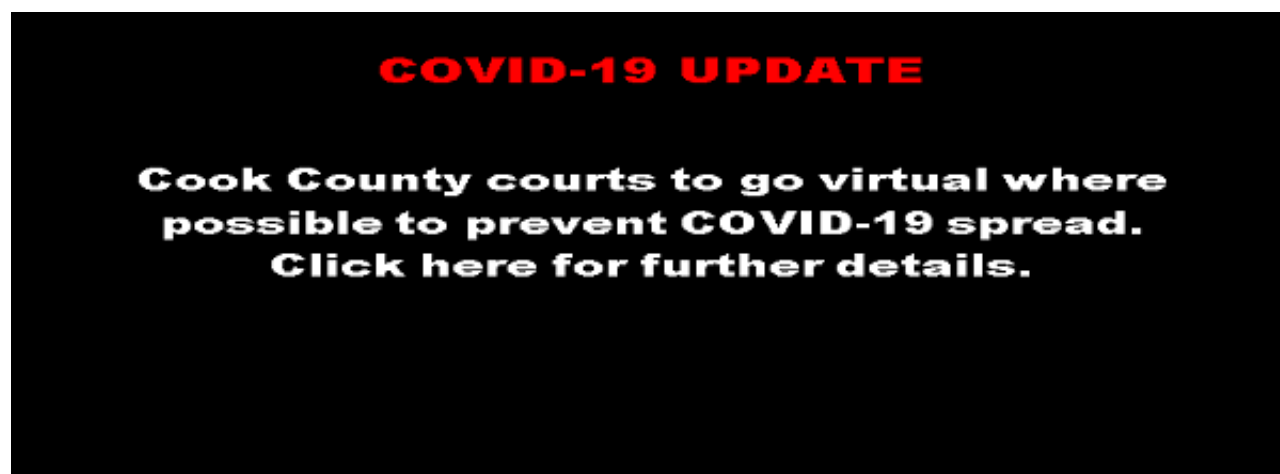 COVID-19 UPDATE
Cook County courts to go virtual where
possible to prevent COVID-19 spread.
Click here for further details.